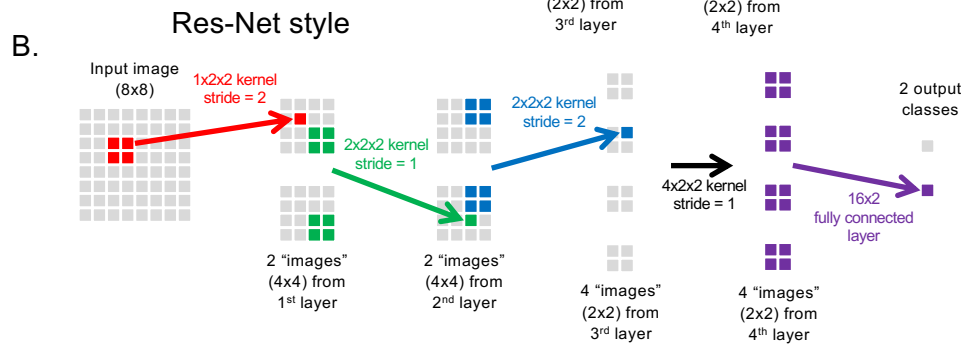 (2x2) from
3rd layer
(2x2) from
4th layer
Res-Net style
B.
Input image
(8x8)
1x2x2 kernel
stride = 2
2x2x2 kernel
stride = 1
2x2x2 kernel
stride = 2
4x2x2 kernel
stride = 1
2 output
classes
16x2
fully connected
layer
2 “images”
(4x4) from
1st layer
2 “images”
(4x4) from
2nd layer
4 “images”
(2x2) from
3rd layer
4 “images”
(2x2) from
4th layer